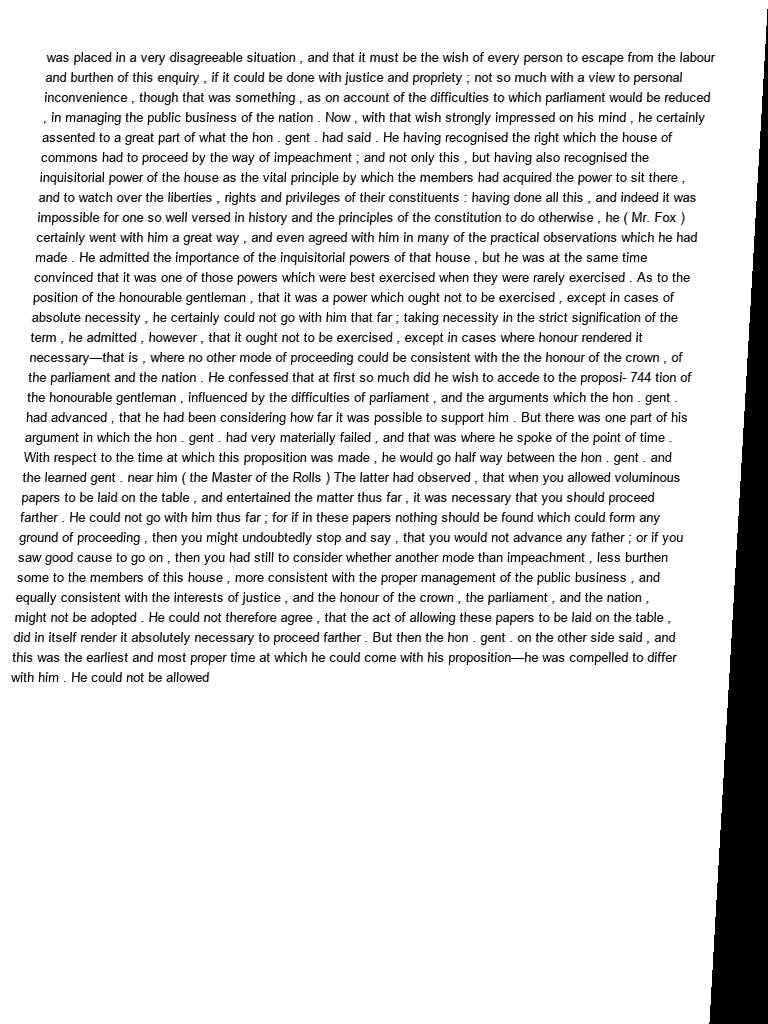 was placed in a very disagreeable situation , and that it must be the wish of every person to escape from the labour
and burthen of this enquiry , if it could be done with justice and propriety ; not so much with a view to personal
inconvenience , though that was something , as on account of the difficulties to which parliament would be reduced
, in managing the public business of the nation . Now , with that wish strongly impressed on his mind , he certainly
assented to a great part of what the hon . gent . had said . He having recognised the right which the house of
commons had to proceed by the way of impeachment ; and not only this , but having also recognised the
inquisitorial power of the house as the vital principle by which the members had acquired the power to sit there ,
and to watch over the liberties , rights and privileges of their constituents : having done all this , and indeed it was
impossible for one so well versed in history and the principles of the constitution to do otherwise , he ( Mr. Fox )
certainly went with him a great way , and even agreed with him in many of the practical observations which he had
made . He admitted the importance of the inquisitorial powers of that house , but he was at the same time
convinced that it was one of those powers which were best exercised when they were rarely exercised . As to the
position of the honourable gentleman , that it was a power which ought not to be exercised , except in cases of
absolute necessity , he certainly could not go with him that far ; taking necessity in the strict signification of the
term , he admitted , however , that it ought not to be exercised , except in cases where honour rendered it
necessary—that is , where no other mode of proceeding could be consistent with the the honour of the crown , of
the parliament and the nation . He confessed that at first so much did he wish to accede to the proposi- 744 tion of
the honourable gentleman , influenced by the difficulties of parliament , and the arguments which the hon . gent .
had advanced , that he had been considering how far it was possible to support him . But there was one part of his
argument in which the hon . gent . had very materially failed , and that was where he spoke of the point of time .
With respect to the time at which this proposition was made , he would go half way between the hon . gent . and
the learned gent . near him ( the Master of the Rolls ) The latter had observed , that when you allowed voluminous
papers to be laid on the table , and entertained the matter thus far , it was necessary that you should proceed
farther . He could not go with him thus far ; for if in these papers nothing should be found which could form any
ground of proceeding , then you might undoubtedly stop and say , that you would not advance any father ; or if you
saw good cause to go on , then you had still to consider whether another mode than impeachment , less burthen
some to the members of this house , more consistent with the proper management of the public business , and
equally consistent with the interests of justice , and the honour of the crown , the parliament , and the nation ,
might not be adopted . He could not therefore agree , that the act of allowing these papers to be laid on the table ,
did in itself render it absolutely necessary to proceed farther . But then the hon . gent . on the other side said , and
this was the earliest and most proper time at which he could come with his proposition—he was compelled to differ
with him . He could not be allowed